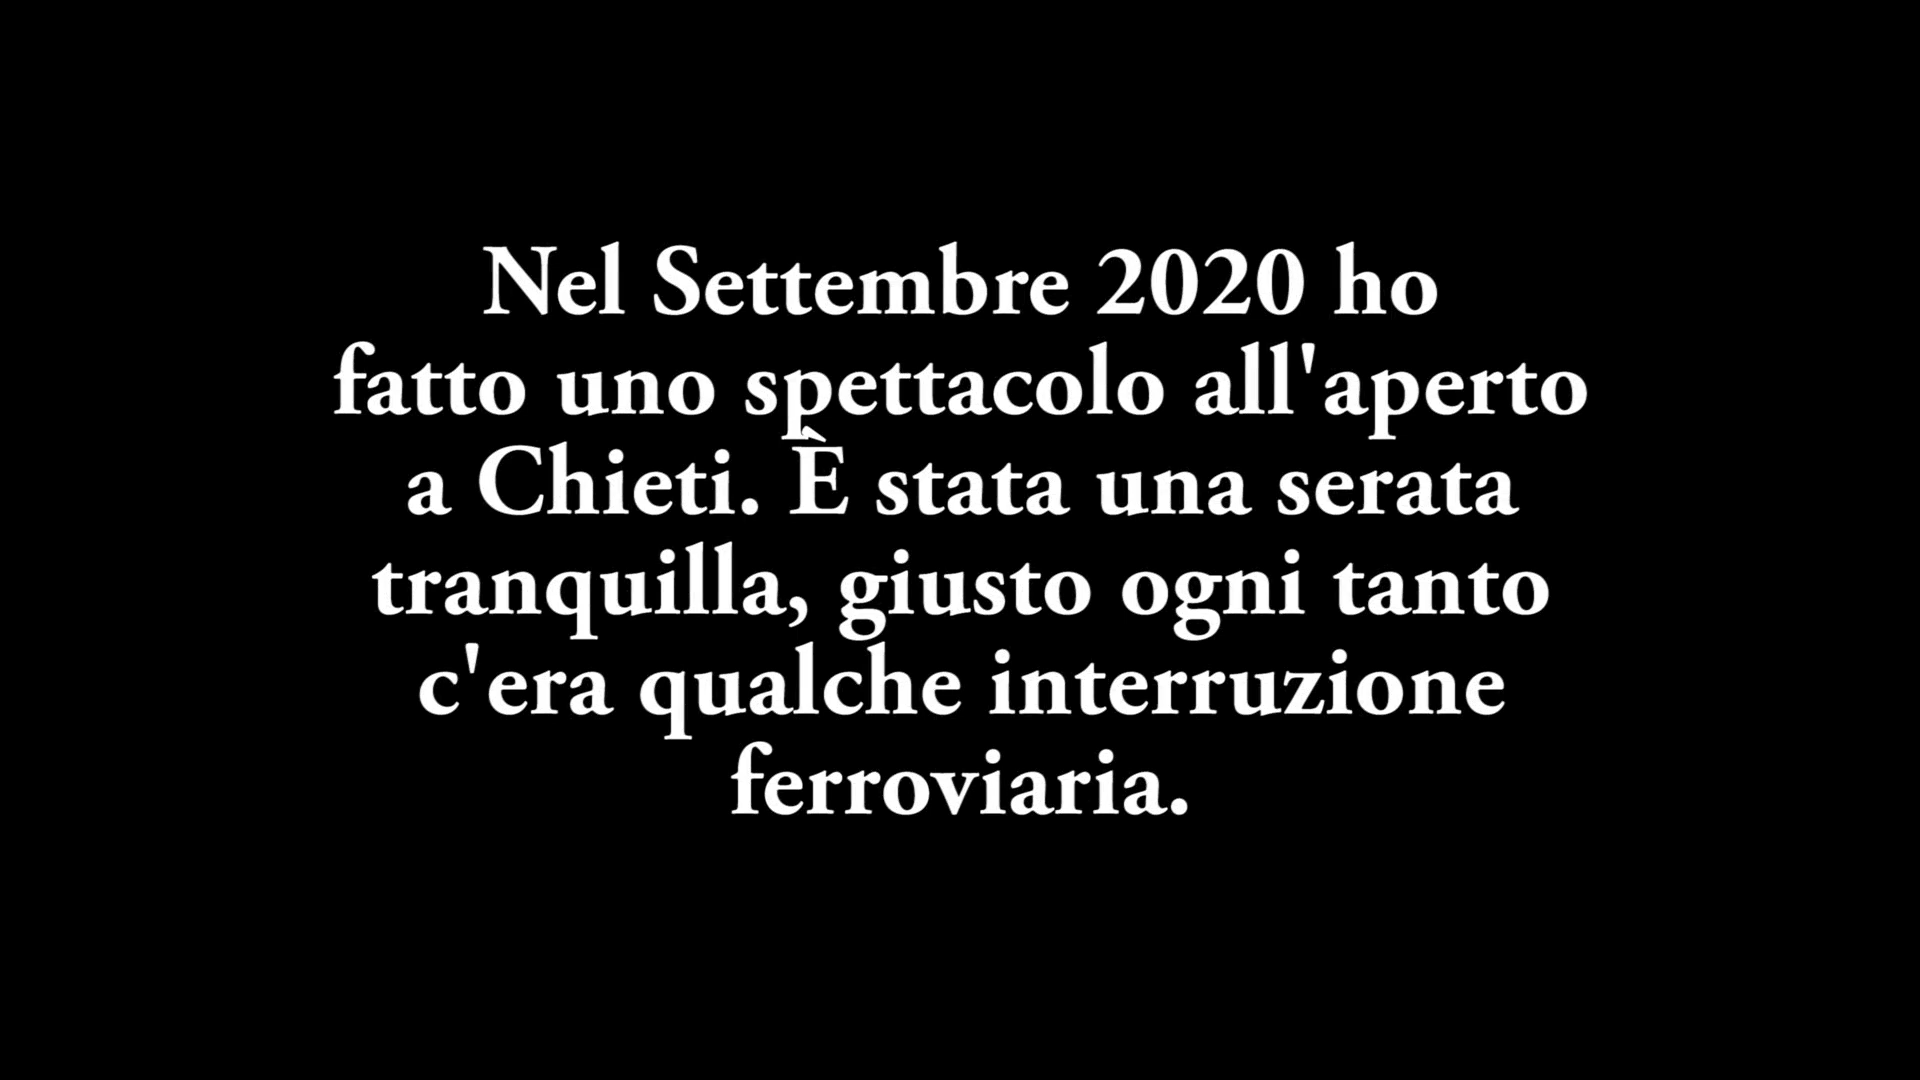 Nel Settembre 2020 ho
fatto uno spettacolo all'aperto
a Chieti. È stata una serata
tranquilla, giusto ogni tanto
c'era qualche interruzione
ferroviaria.